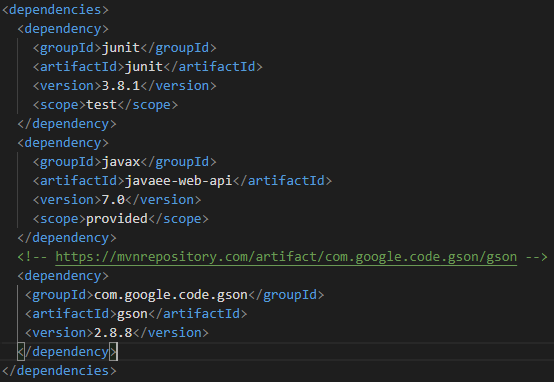 <dependencies>
<dependency>
<groupId>junit</groupId>
<artifactId>junit</artifactId>
<version>3.8.1</version>
<scope>test</scope>
</dependency>
<dependency>
<groupId>javax</groupId>
<artifactId>javaee-web-api</artifactId>
<version>7.0</version>
<scope>provided</scope>
</dependency>
<!-- https://mvnrepository.com/artifact/com.google.code.gson/gson -->
<dependency>
<groupId>com.google.code.gson</groupId>
<artifactId>gson</artifactId>
<version>2.8.8</version>
</dependency>
</dependencies>